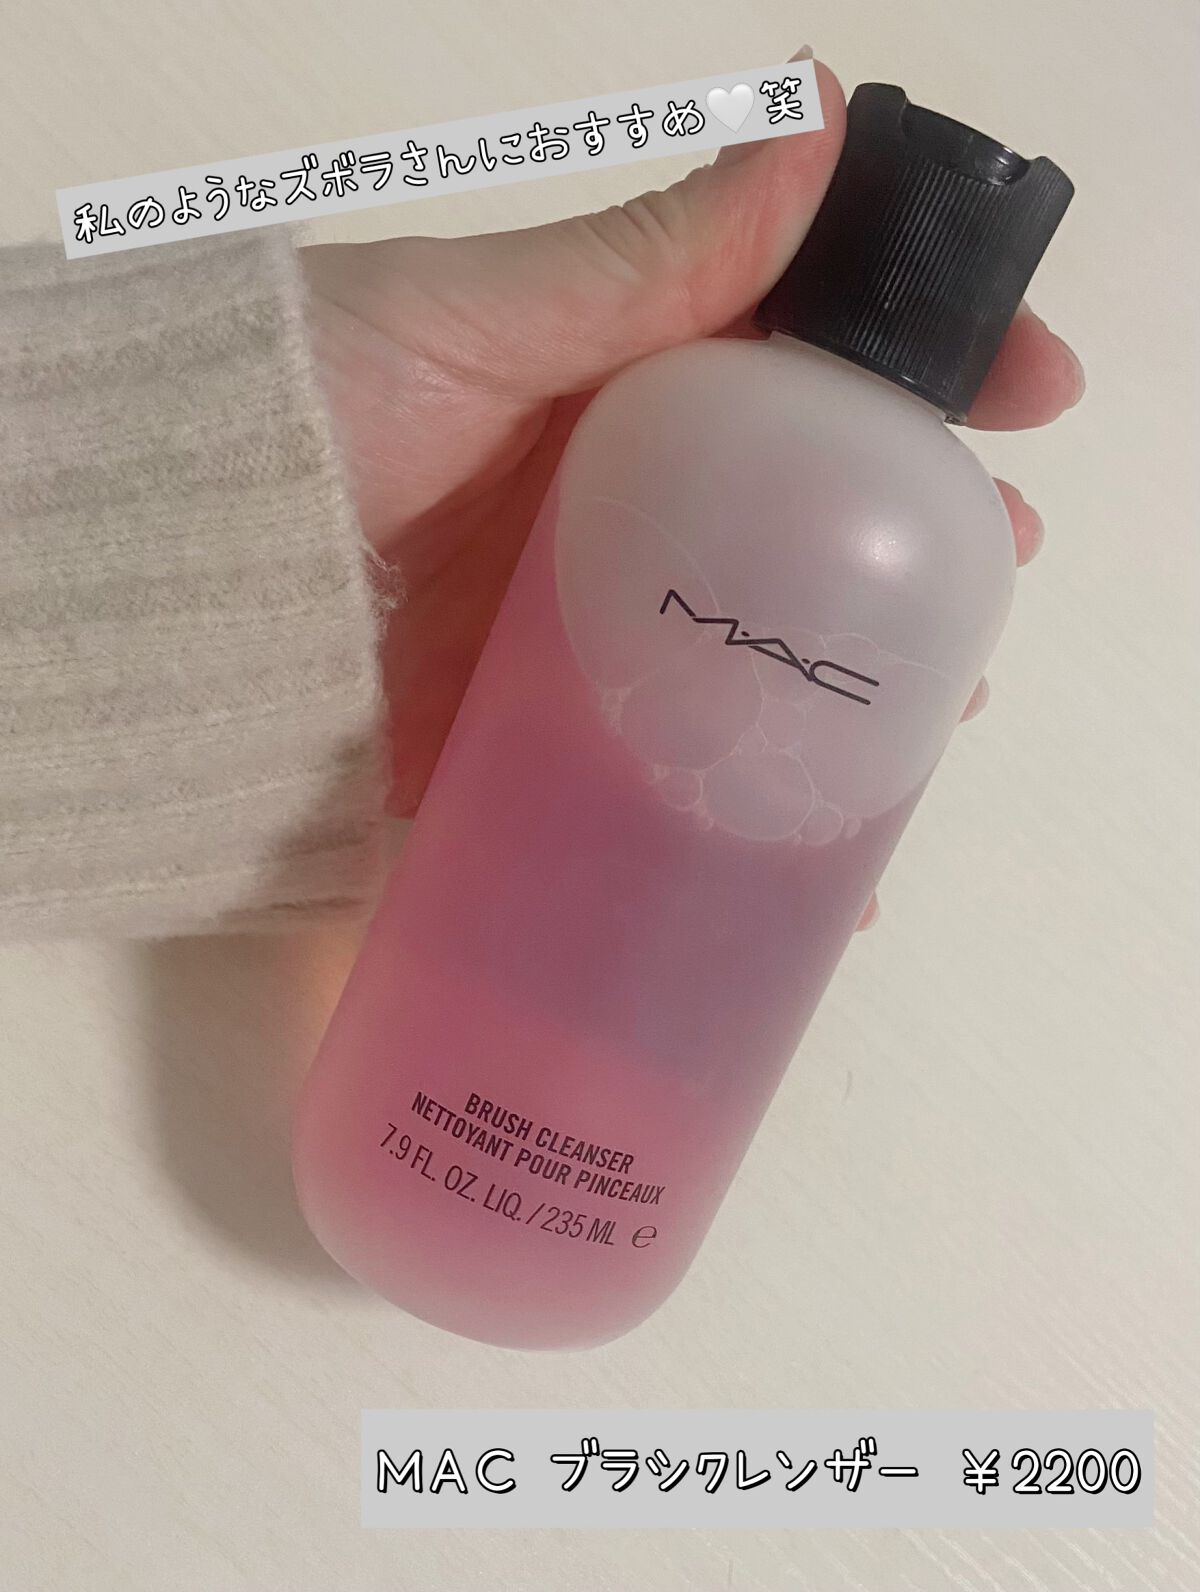 私のようなズボラさんにおすすめ🤍笑
M·A·C
BRUSH CLEANSER
NETTOYANT POUR PINCEAUX
7.9 FL. OZ. LIQ. / 235 ML ℮
MAC ブラシクレンザー ¥2200